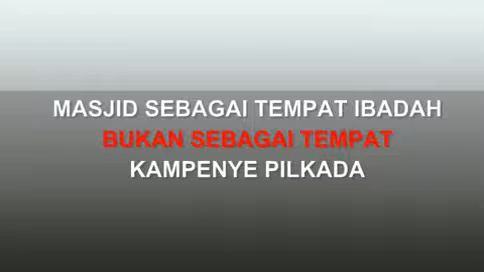 MASJID SEBAGAI TEMPAT IBADAH
BUKAN SEBAGAI TEMPAT
KAMPENYE PILKADA